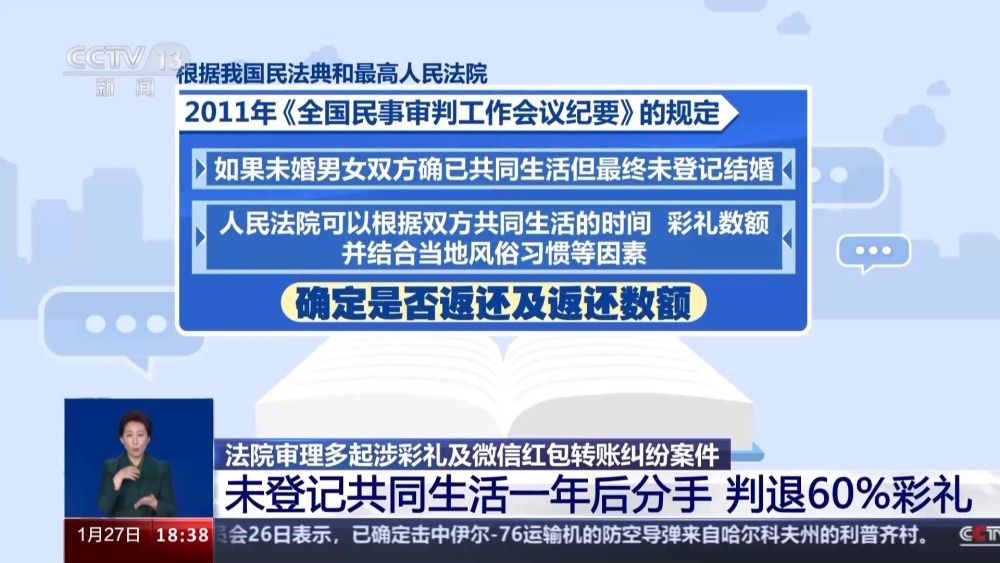 CCTV 13
新闻
根据我国民法典和最高人民法院
2011年《全国民事审判工作会议纪要》的规定
如果未婚男女双方确已共同生活但最终未登记结婚
人民法院可以根据双方共同生活的时间 彩礼数额
并结合当地风俗习惯等因素
确定是否返还及返还数额
法院审理多起涉彩礼及微信红包转账纠纷案件
未登记共同生活一年后分手 判退60%彩礼
1月27日 18:38
员会26日表示，已确定击中伊尔-76运输机的防空导弹来自哈尔科夫州的利普齐村。